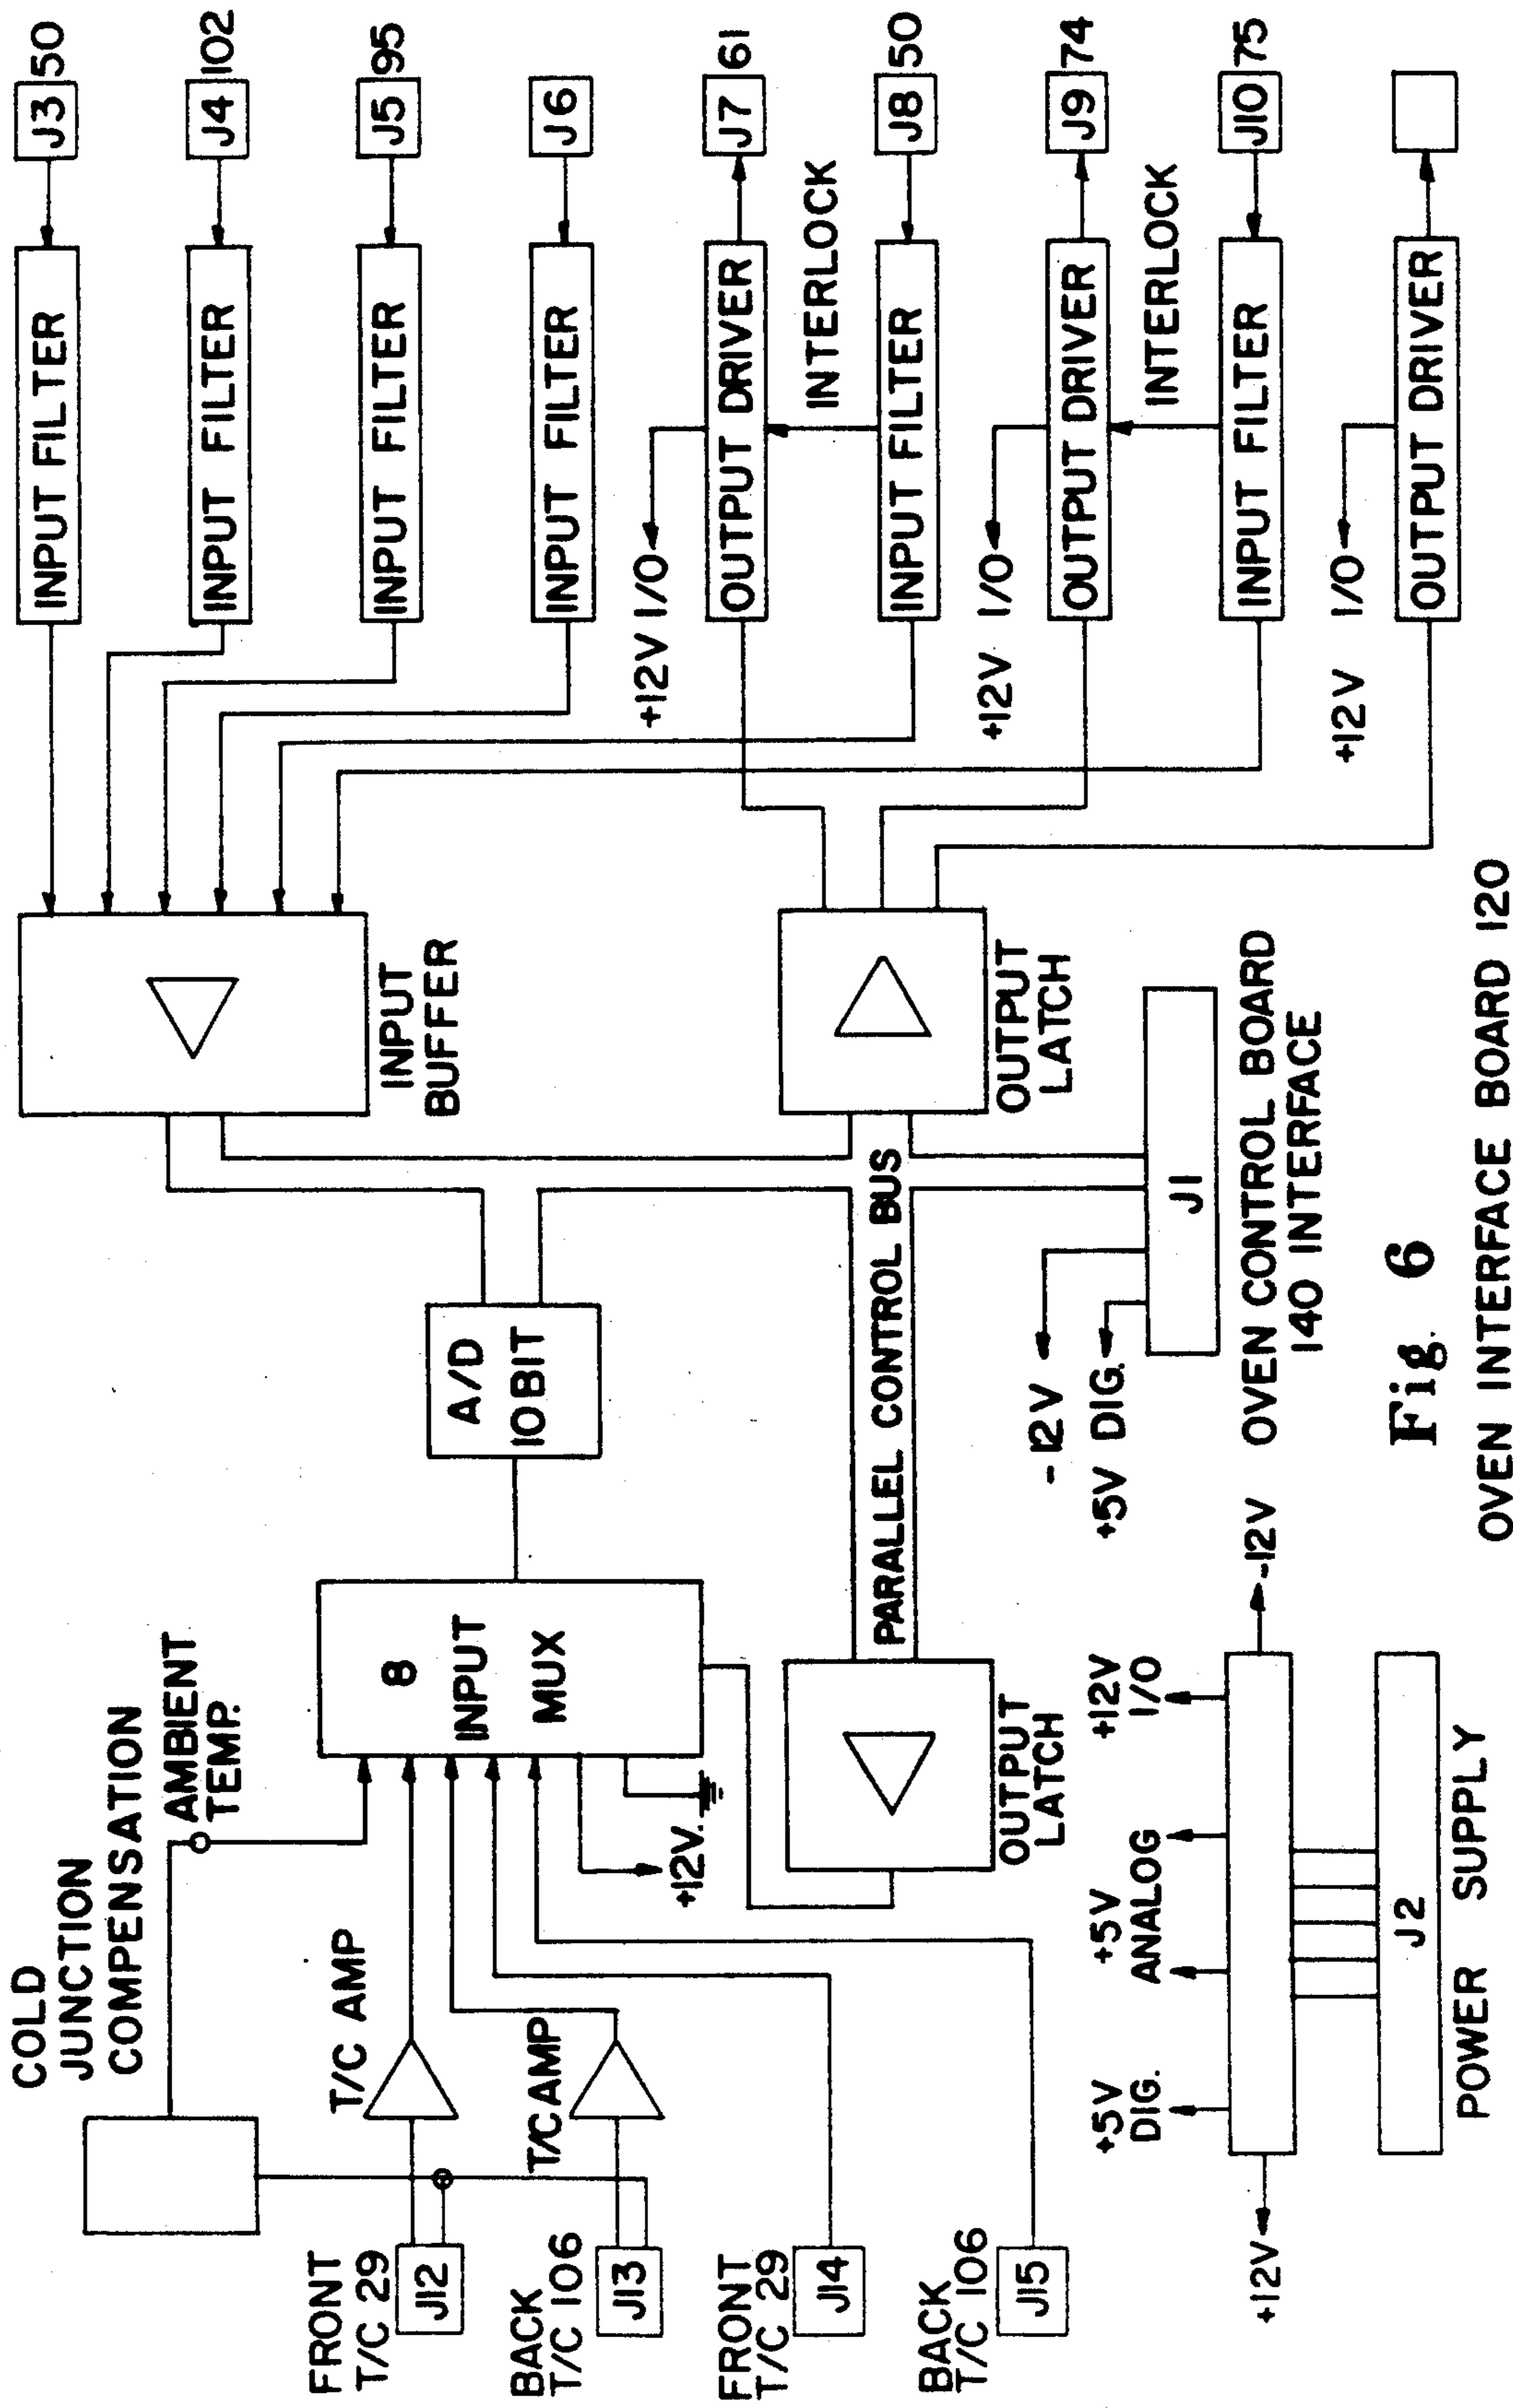 COLD
JUNCTION
COMPENSATION
AMBIENT
TEMP.
T/C AMP
T/C AMP
FRONT
T/C 29
J12
BACK
T/C 106
J13
FRONT
T/C 29
J14
BACK
T/C 106
J15
8
INPUT
MUX
+12V.
A/D
10 BIT
OUTPUT
LATCH
PARALLEL CONTROL BUS
INPUT
BUFFER
OUTPUT
LATCH
INPUT FILTER
J3
50
INPUT FILTER
J4
102
INPUT FILTER
J5
95
INPUT FILTER
J6
+12V I/O
OUTPUT DRIVER
J7
61
INTERLOCK
INPUT FILTER
J8
50
+12V I/O
OUTPUT DRIVER
J9
74
INTERLOCK
INPUT FILTER
J10
75
+12V I/O
OUTPUT DRIVER
-12V
+5V DIG.
J1
OVEN CONTROL BOARD
140 INTERFACE
+12V
+5V
DIG.
+5V
ANALOG
+12V
I/O
-12V
J2
POWER SUPPLY
Fig. 6
OVEN INTERFACE BOARD 120